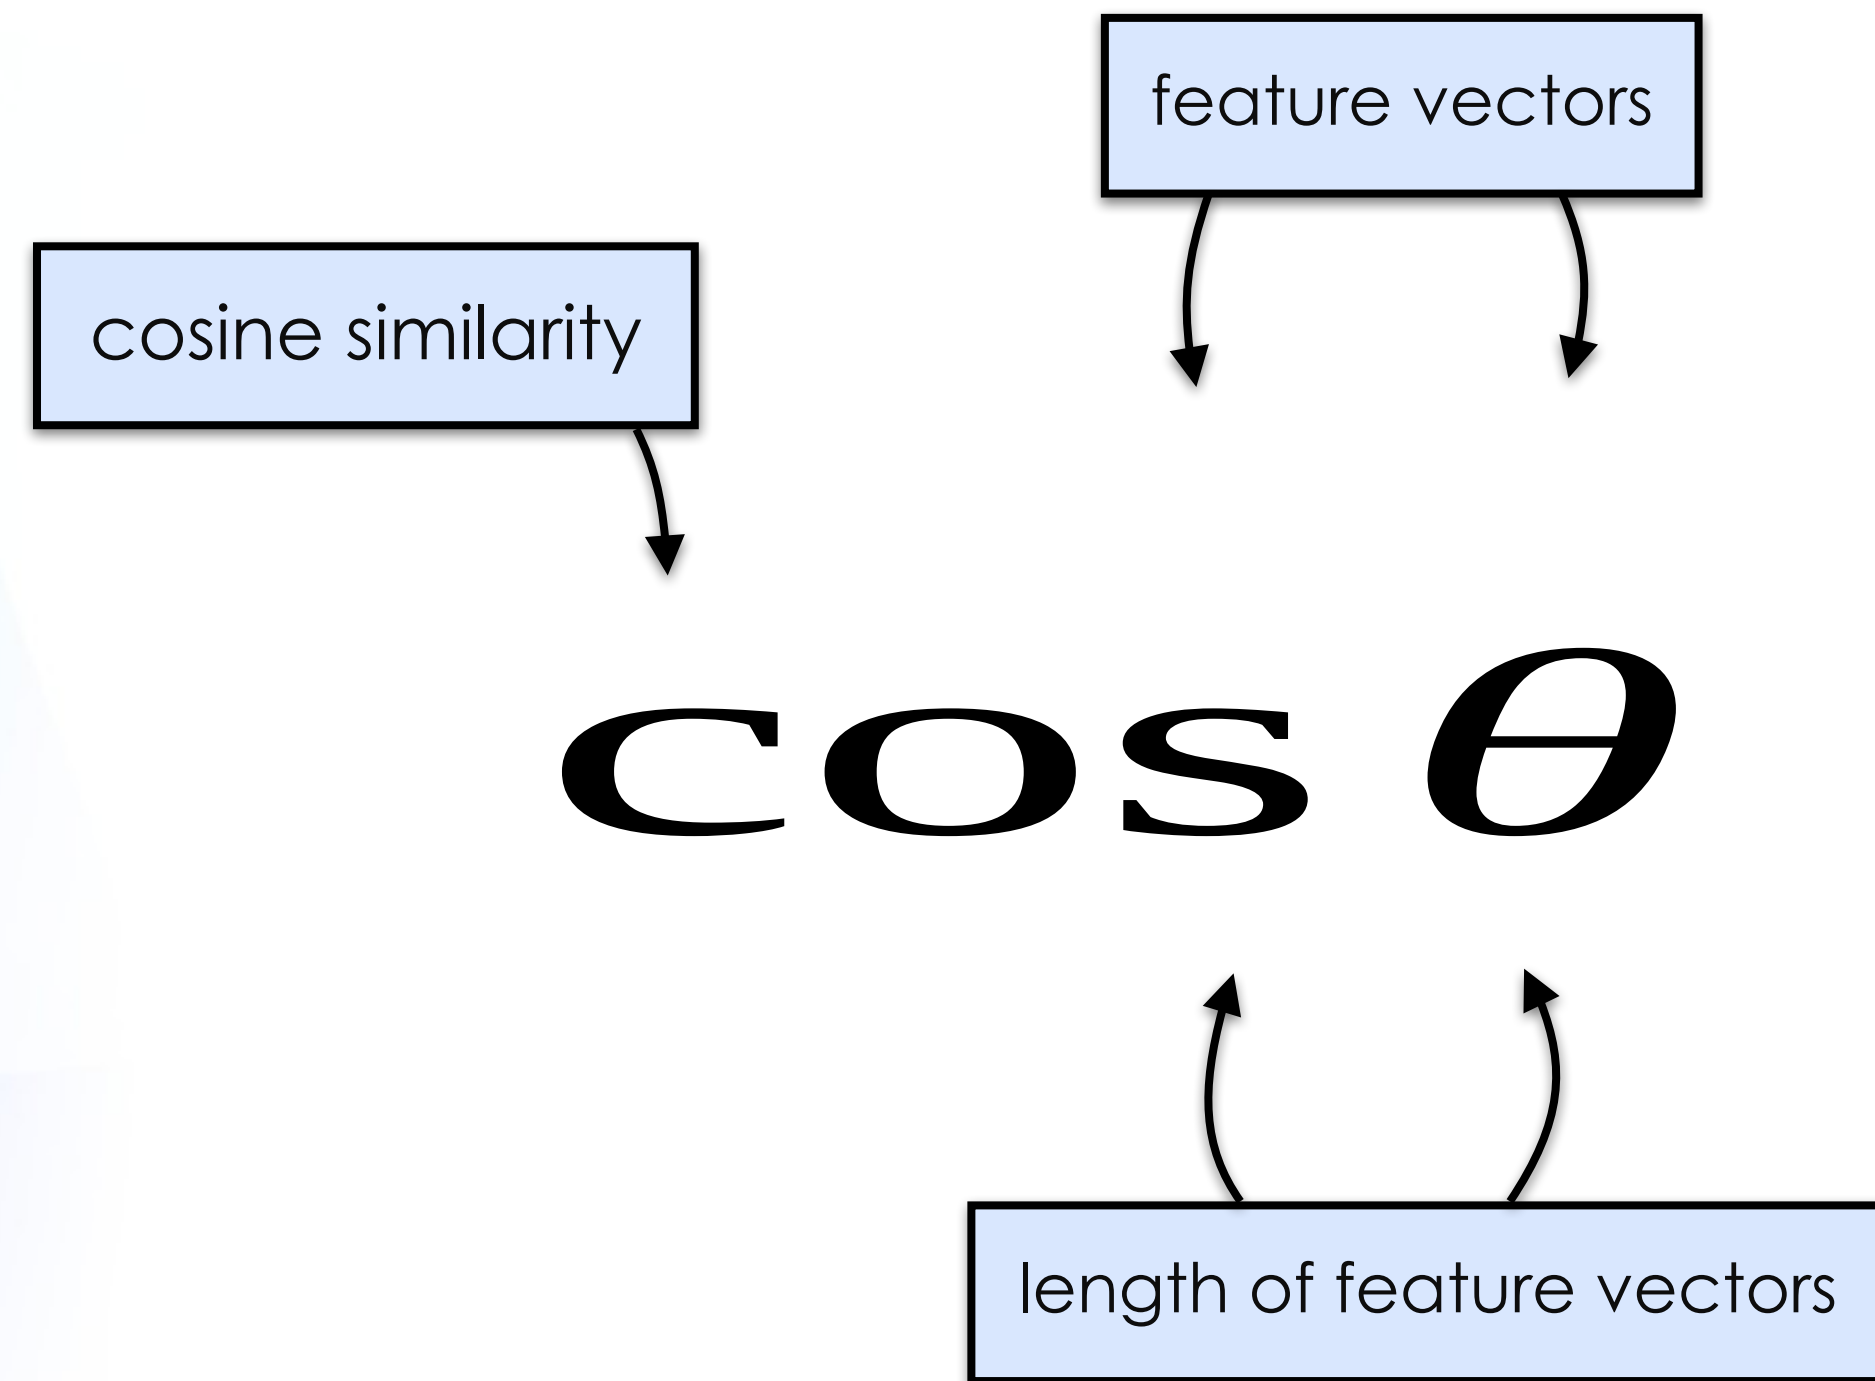 feature vectors
cosine similarity
cos θ
length of feature vectors